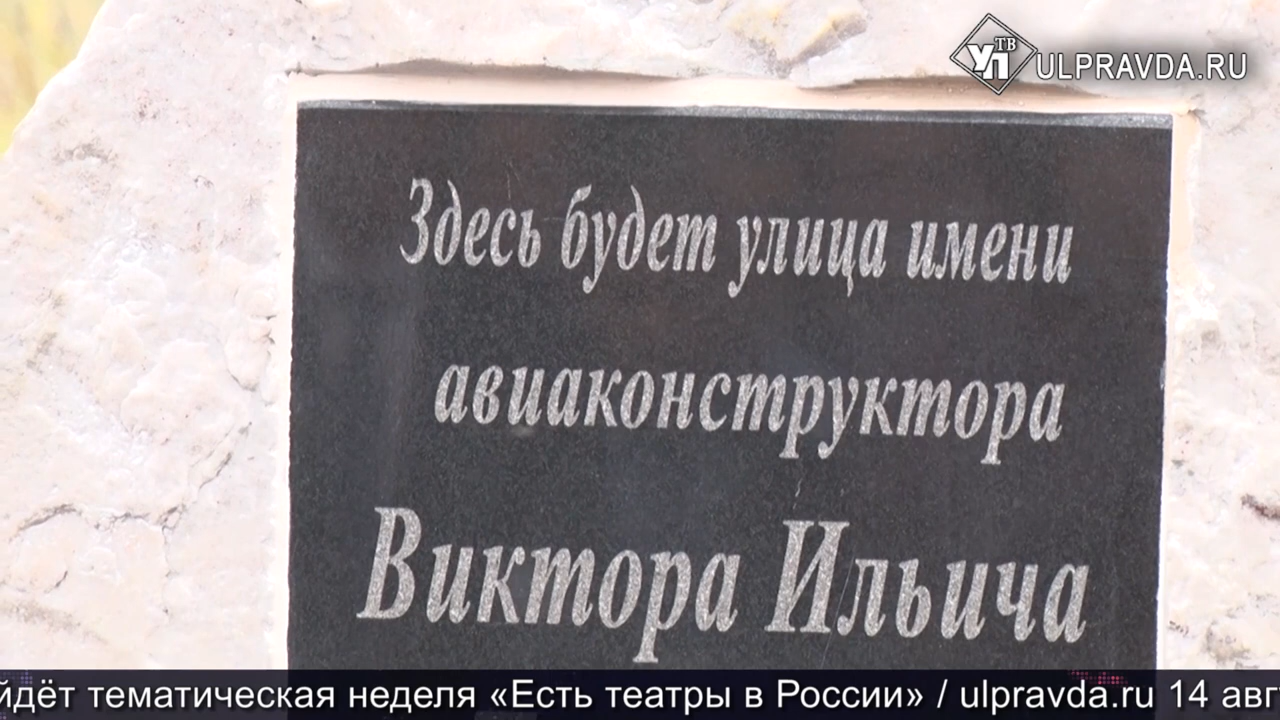 УП ТВ ULPRAVDA.RU
Здесь будет улица имени
авиаконструктора
Виктора Ильича
йдёт тематическая неделя «Есть театры в России» / ulpravda.ru 14 авг